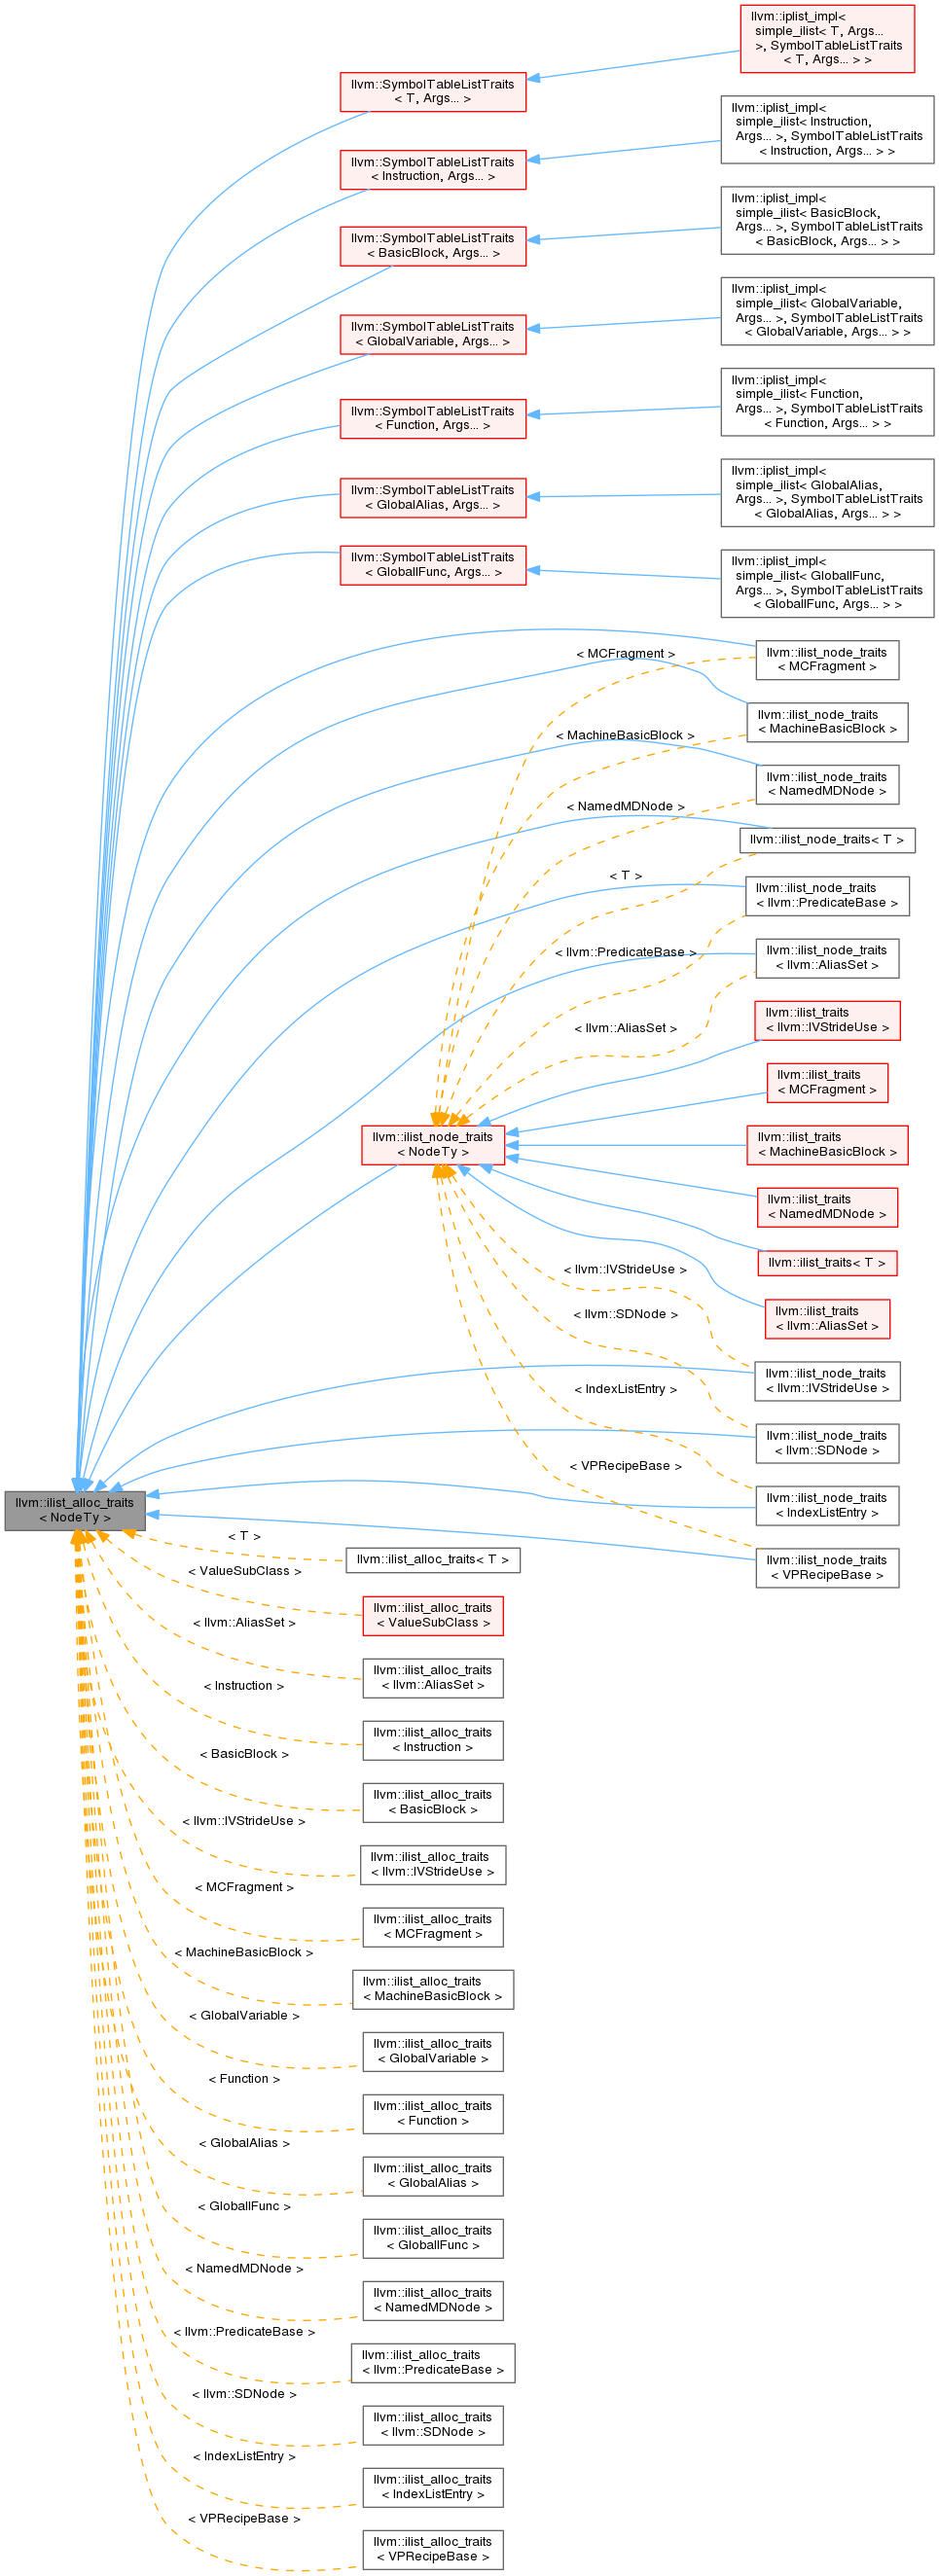 llvm::iplist_impl<
simple_ilist< T, Args...
>, SymbolTableListTraits
< T, Args... > >
llvm::SymbolTableListTraits
< T, Args... >
llvm::iplist_impl<
simple_ilist< Instruction,
Args... >, SymbolTableListTraits
< Instruction, Args... > >
llvm::SymbolTableListTraits
< Instruction, Args... >
llvm::iplist_impl<
simple_ilist< BasicBlock,
Args... >, SymbolTableListTraits
< BasicBlock, Args... > >
llvm::SymbolTableListTraits
< BasicBlock, Args... >
llvm::iplist_impl<
simple_ilist< GlobalVariable,
Args... >, SymbolTableListTraits
< GlobalVariable, Args... > >
llvm::SymbolTableListTraits
< GlobalVariable, Args... >
llvm::iplist_impl<
simple_ilist< Function,
Args... >, SymbolTableListTraits
< Function, Args... > >
llvm::SymbolTableListTraits
< Function, Args... >
llvm::iplist_impl<
simple_ilist< GlobalAlias,
Args... >, SymbolTableListTraits
< GlobalAlias, Args... > >
llvm::SymbolTableListTraits
< GlobalAlias, Args... >
llvm::iplist_impl<
simple_ilist< GlobalIFunc,
Args... >, SymbolTableListTraits
< GlobalIFunc, Args... > >
llvm::SymbolTableListTraits
< GlobalIFunc, Args... >
< MCFragment >
llvm::ilist_node_traits
< MCFragment >
llvm::ilist_node_traits
< MachineBasicBlock >
< MachineBasicBlock >
llvm::ilist_node_traits
< NamedMDNode >
< NamedMDNode >
llvm::ilist_node_traits< T >
< T >
llvm::ilist_node_traits
< llvm::PredicateBase >
< llvm::PredicateBase >
llvm::ilist_node_traits
< llvm::AliasSet >
< llvm::AliasSet >
llvm::ilist_traits
< llvm::IVStrideUse >
llvm::ilist_traits
< MCFragment >
llvm::ilist_node_traits
< NodeTy >
llvm::ilist_traits
< MachineBasicBlock >
llvm::ilist_traits
< NamedMDNode >
llvm::ilist_traits< T >
< llvm::IVStrideUse >
llvm::ilist_traits
< llvm::AliasSet >
< llvm::SDNode >
llvm::ilist_node_traits
< llvm::IVStrideUse >
< IndexListEntry >
llvm::ilist_node_traits
< llvm::SDNode >
< VPRecipeBase >
llvm::ilist_node_traits
< IndexListEntry >
llvm::ilist_alloc_traits
< NodeTy >
llvm::ilist_node_traits
< VPRecipeBase >
< T >
llvm::ilist_alloc_traits< T >
< ValueSubClass >
llvm::ilist_alloc_traits
< ValueSubClass >
< llvm::AliasSet >
llvm::ilist_alloc_traits
< llvm::AliasSet >
< Instruction >
llvm::ilist_alloc_traits
< Instruction >
< BasicBlock >
llvm::ilist_alloc_traits
< BasicBlock >
< llvm::IVStrideUse >
llvm::ilist_alloc_traits
< llvm::IVStrideUse >
< MCFragment >
llvm::ilist_alloc_traits
< MCFragment >
< MachineBasicBlock >
llvm::ilist_alloc_traits
< MachineBasicBlock >
< GlobalVariable >
llvm::ilist_alloc_traits
< GlobalVariable >
< Function >
llvm::ilist_alloc_traits
< Function >
< GlobalAlias >
llvm::ilist_alloc_traits
< GlobalAlias >
< GlobalIFunc >
llvm::ilist_alloc_traits
< GlobalIFunc >
< NamedMDNode >
llvm::ilist_alloc_traits
< NamedMDNode >
< llvm::PredicateBase >
llvm::ilist_alloc_traits
< llvm::PredicateBase >
< llvm::SDNode >
llvm::ilist_alloc_traits
< llvm::SDNode >
< IndexListEntry >
llvm::ilist_alloc_traits
< IndexListEntry >
< VPRecipeBase >
llvm::ilist_alloc_traits
< VPRecipeBase >